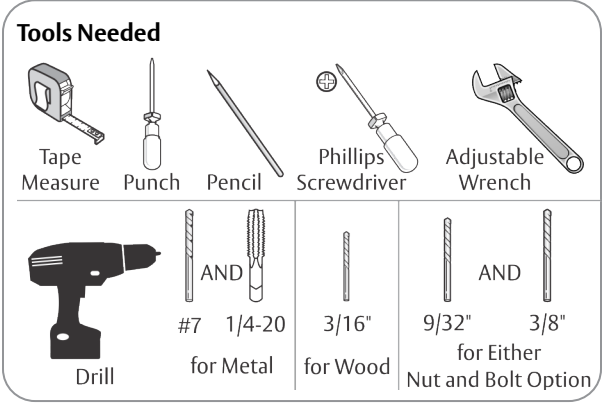 Tools Needed
Tape
Measure
Punch
Pencil
Phillips
Screwdriver
Adjustable
Wrench
Drill
AND
#7 1/4-20
for Metal
3/16"
for Wood
AND
9/32" 3/8"
for Either
Nut and Bolt Option